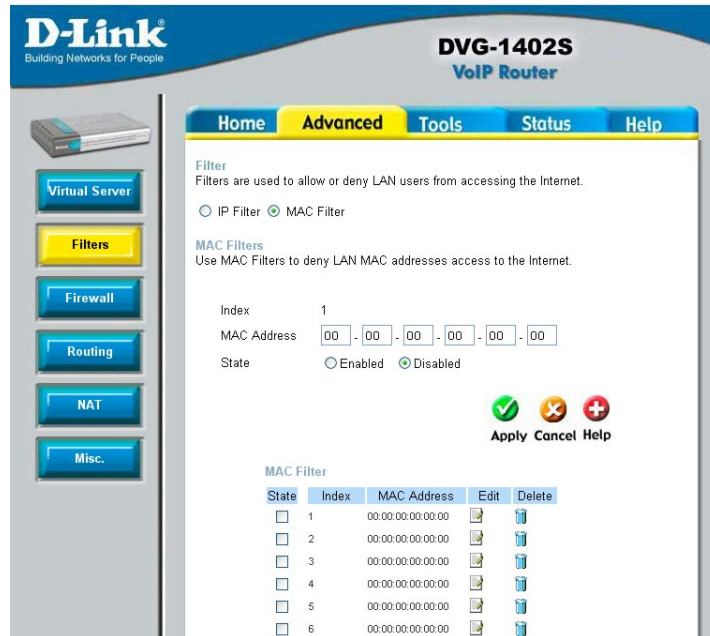 D-Link
Building Networks for People
DVG-1402S
VoIP Router
Home Advanced Tools Status Help
Virtual Server
Filters
Firewall
Routing
NAT
Misc.
Filter
Filters are used to allow or deny LAN users from accessing the Internet.
IP Filter MAC Filter
MAC Filters
Use MAC Filters to deny LAN MAC addresses access to the Internet.
Index 1
MAC Address 00 - 00 - 00 - 00 - 00 - 00
State Enabled Disabled
Apply Cancel Help
MAC Filter
State Index MAC Address Edit Delete
1 00:00:00:00:00:00
2 00:00:00:00:00:00
3 00:00:00:00:00:00
4 00:00:00:00:00:00
5 00:00:00:00:00:00
6 00:00:00:00:00:00